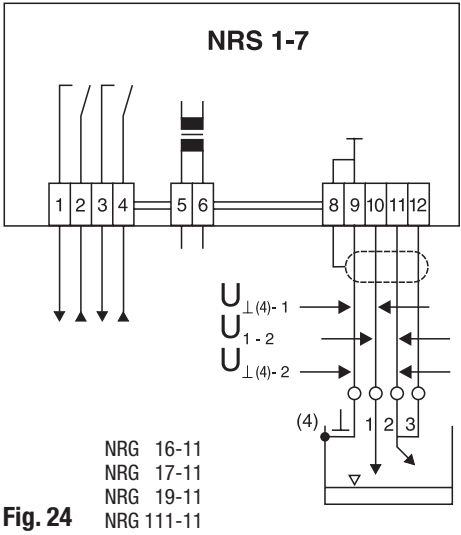 NRS 1-7
1 2 3 4 5 6 8 9 10 11 12
U⊥(4)- 1
U1 - 2
U⊥(4)- 2
(4) ⊥ 1 2 3
NRG 16-11
NRG 17-11
NRG 19-11
Fig. 24 NRG 111-11